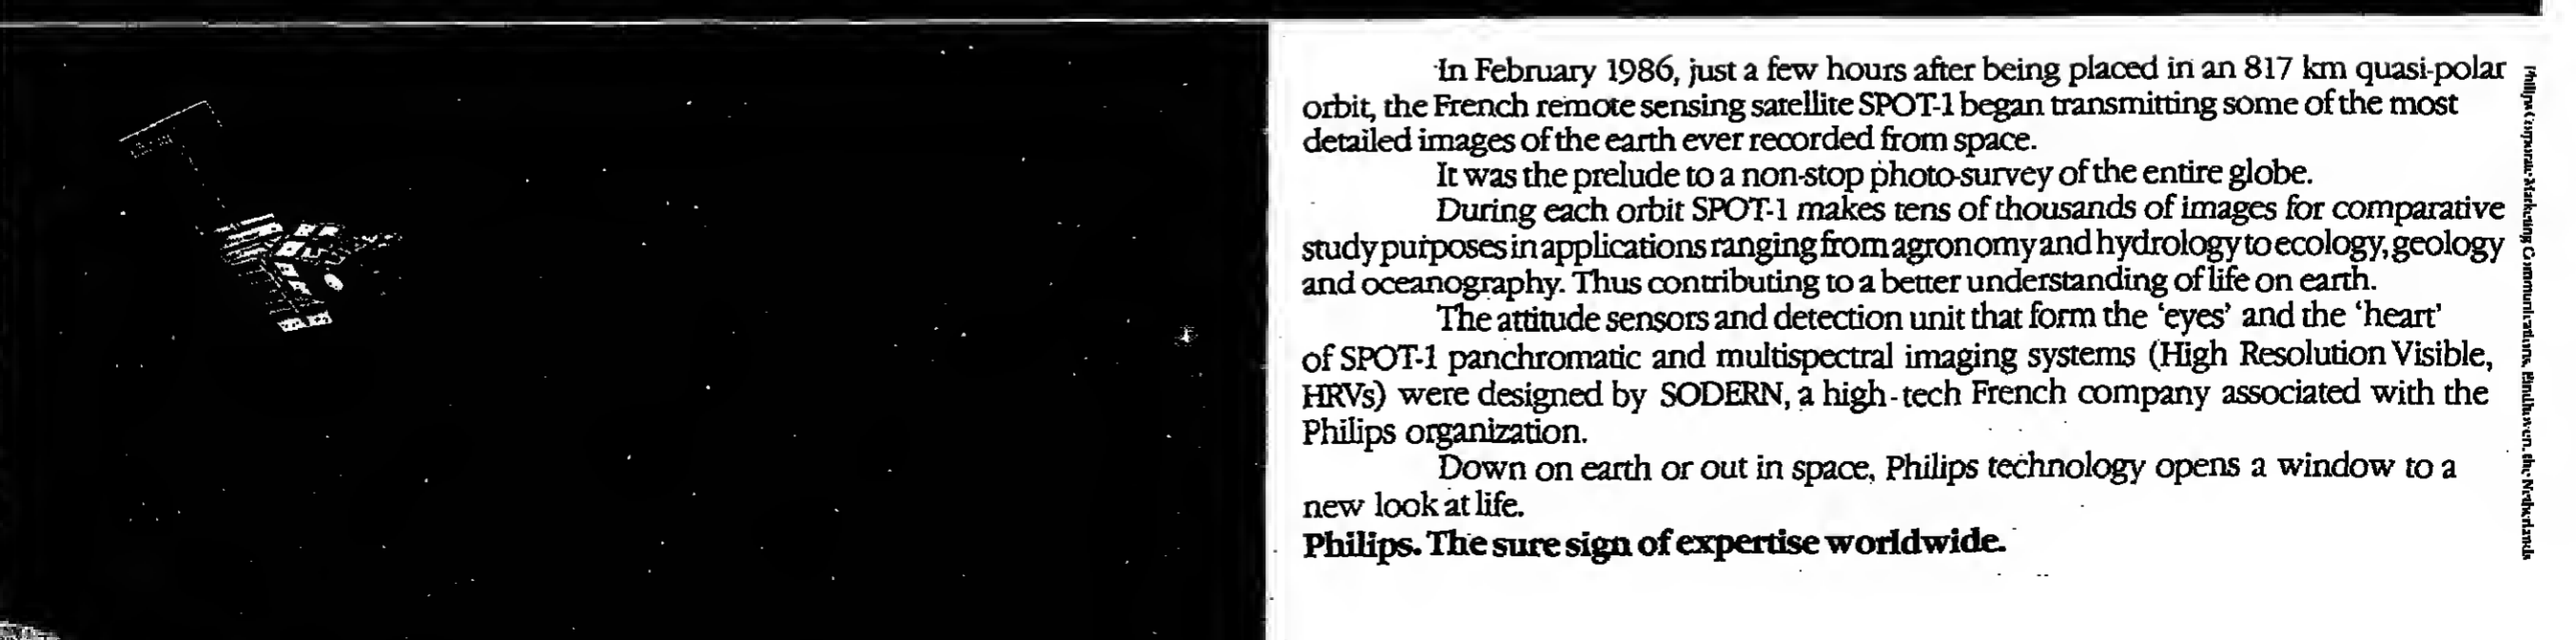 In February 1986, just a few hours after being placed in an 817 km quasi-polar
orbit, the French remote sensing satellite SPOT-1 began transmitting some of the most
detailed images of the earth ever recorded from space.
It was the prelude to a non-stop photo-survey of the entire globe.
During each orbit SPOT-1 makes tens of thousands of images for comparative
study purposes in applications ranging from agronomy and hydrology to ecology, geology
and oceanography. Thus contributing to a better understanding of life on earth.
The attitude sensors and detection unit that form the ‘eyes’ and the ‘heart’
of SPOT-1 panchromatic and multispectral imaging systems (High Resolution Visible,
HRVs) were designed by SODERN, a high-tech French company associated with the
Philips organization.
Down on earth or out in space, Philips technology opens a window to a
new look at life.
Philips. The sure sign of expertise worldwide.
Philips Corporate Marketing Communications, Eindhoven, the Netherlands